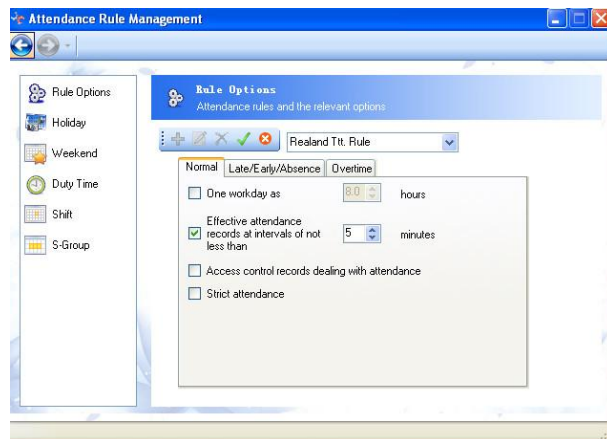 Attendance Rule Management
Rule Options
Holiday
Weekend
Duty Time
Shift
S-Group
Rule Options
Attendance rules and the relevant options
Realand Ttt. Rule
Normal Late/Early/Absence Overtime
One workday as 8.0 hours
Effective attendance
records at intervals of not 5 minutes
less than
Access control records dealing with attendance
Strict attendance